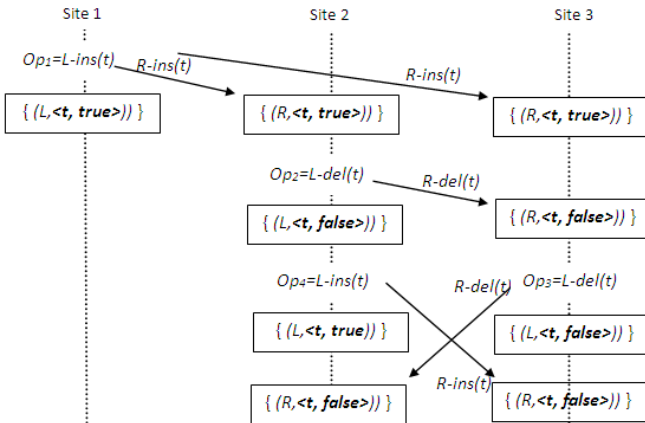 Site 1 Site 2 Site 3
Op1=L-ins(t) R-ins(t) R-ins(t)
{ (L,<t, true>)) } { (R,<t, true>)) } { (R,<t, true>)) }
Op2=L-del(t) R-del(t)
{ (L,<t, false>)) } { (R,<t, false>)) }
Op4=L-ins(t) R-del(t) Op3=L-del(t)
{ (L,<t, true)) } { (L,<t, false>)) }
R-ins(t)
{ (R,<t, false>)) } { (R,<t, false>)) }